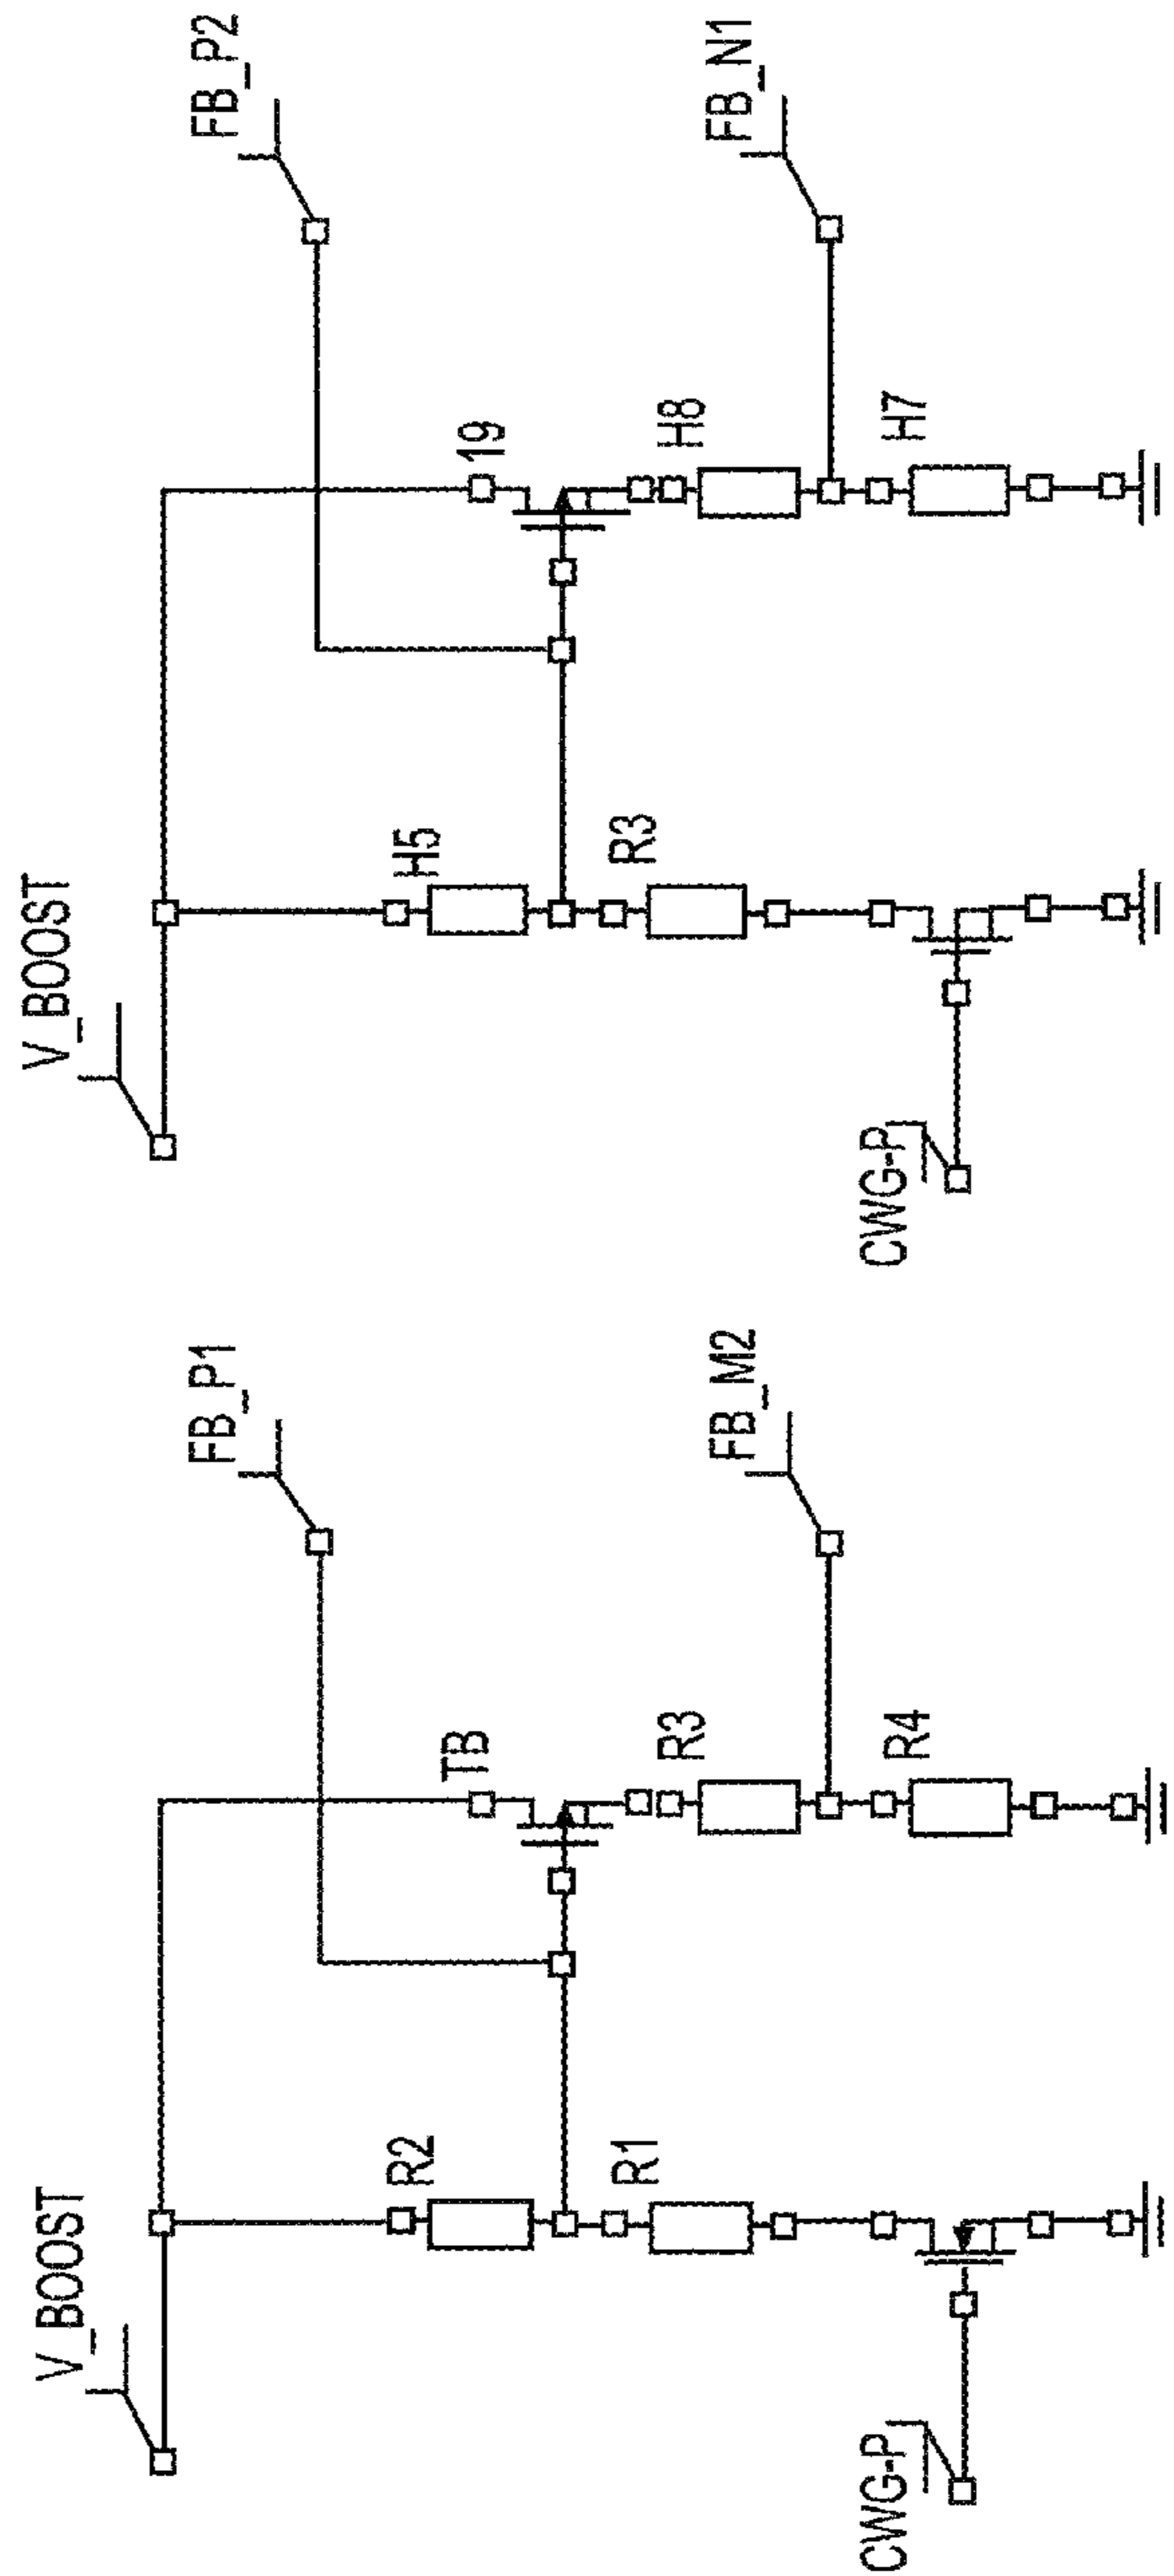 V_BOOST
FB_P1
R2
TB
R1
R3
FB_M2
R4
CWG-P
V_BOOST
FB_P2
H5
19
R3
H8
FB_N1
H7
CWG-P